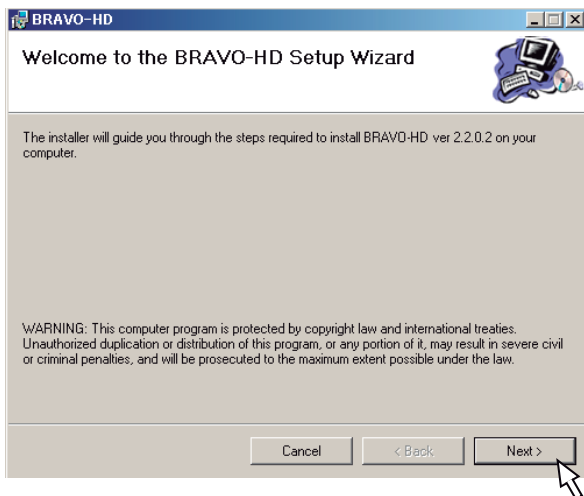 BRAVO-HD
Welcome to the BRAVO-HD Setup Wizard
The installer will guide you through the steps required to install BRAVO-HD ver 2.2.0.2 on your
computer.
WARNING: This computer program is protected by copyright law and international treaties.
Unauthorized duplication or distribution of this program, or any portion of it, may result in severe civil
or criminal penalties, and will be prosecuted to the maximum extent possible under the law.
Cancel
< Back
Next >